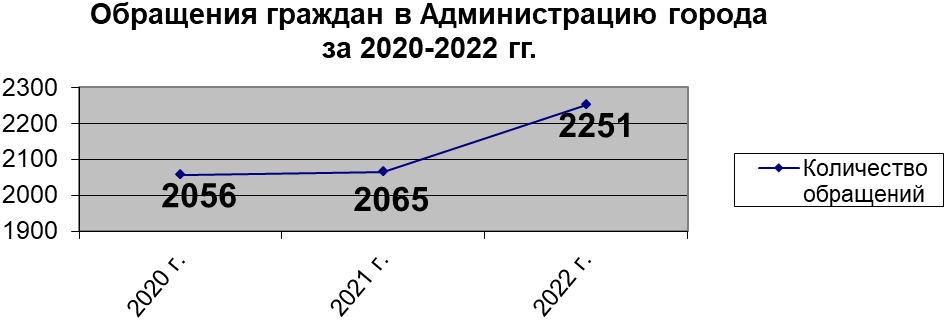 Обращения граждан в Администрацию города
за 2020-2022 гг.
2300
2200
2100
2000
1900
2056
2065
2251
2020 г.
2021 г.
2022 г.
Количество
обращений